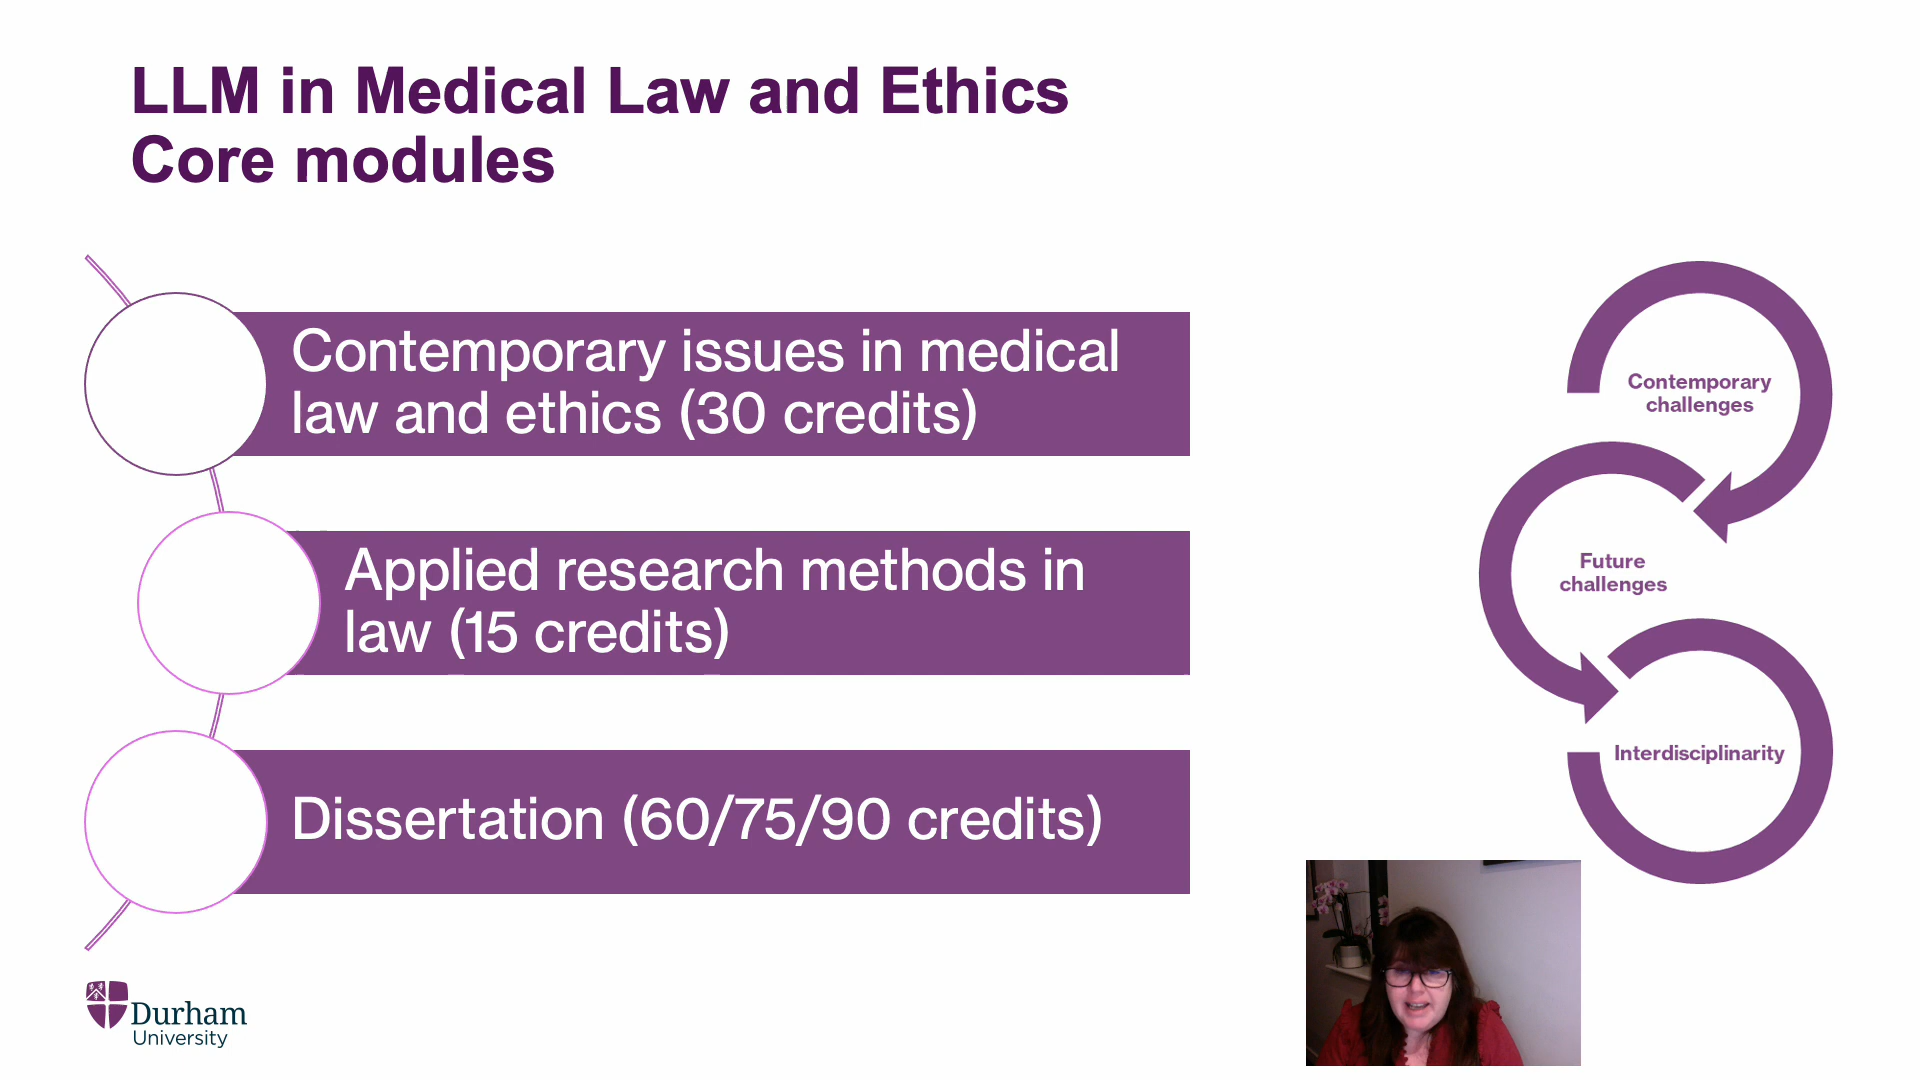 LLM in Medical Law and Ethics
Core modules
Contemporary issues in medical
law and ethics (30 credits)
Applied research methods in
law (15 credits)
Dissertation (60/75/90 credits)
Contemporary
challenges
Future
challenges
Interdisciplinarity
Durham
University